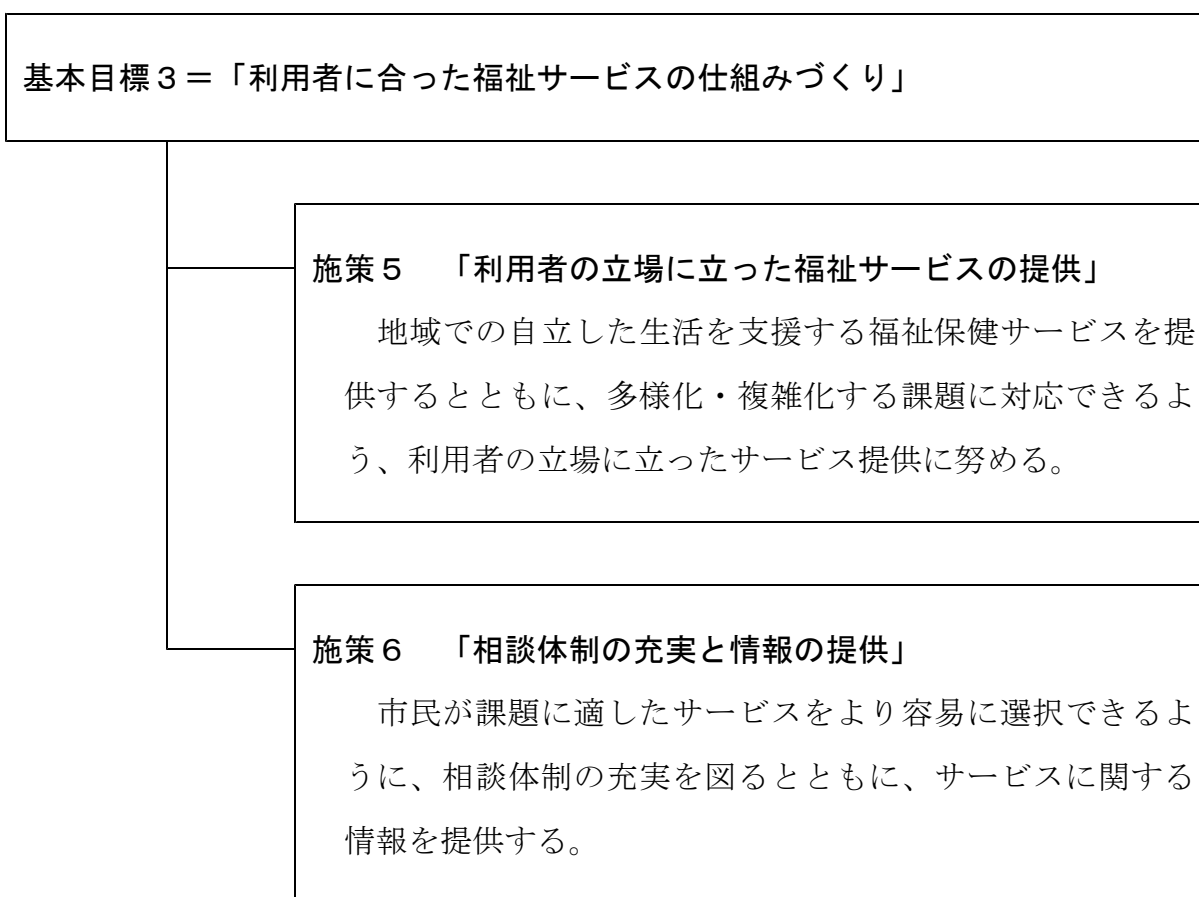 基本目標３＝「利用者に合った福祉サービスの仕組みづくり」
施策５　「利用者の立場に立った福祉サービスの提供」
地域での自立した生活を支援する福祉保健サービスを提
供するとともに、多様化・複雑化する課題に対応できるよ
う、利用者の立場に立ったサービス提供に努める。
施策６　「相談体制の充実と情報の提供」
市民が課題に適したサービスをより容易に選択できるよ
うに、相談体制の充実を図るとともに、サービスに関する
情報を提供する。